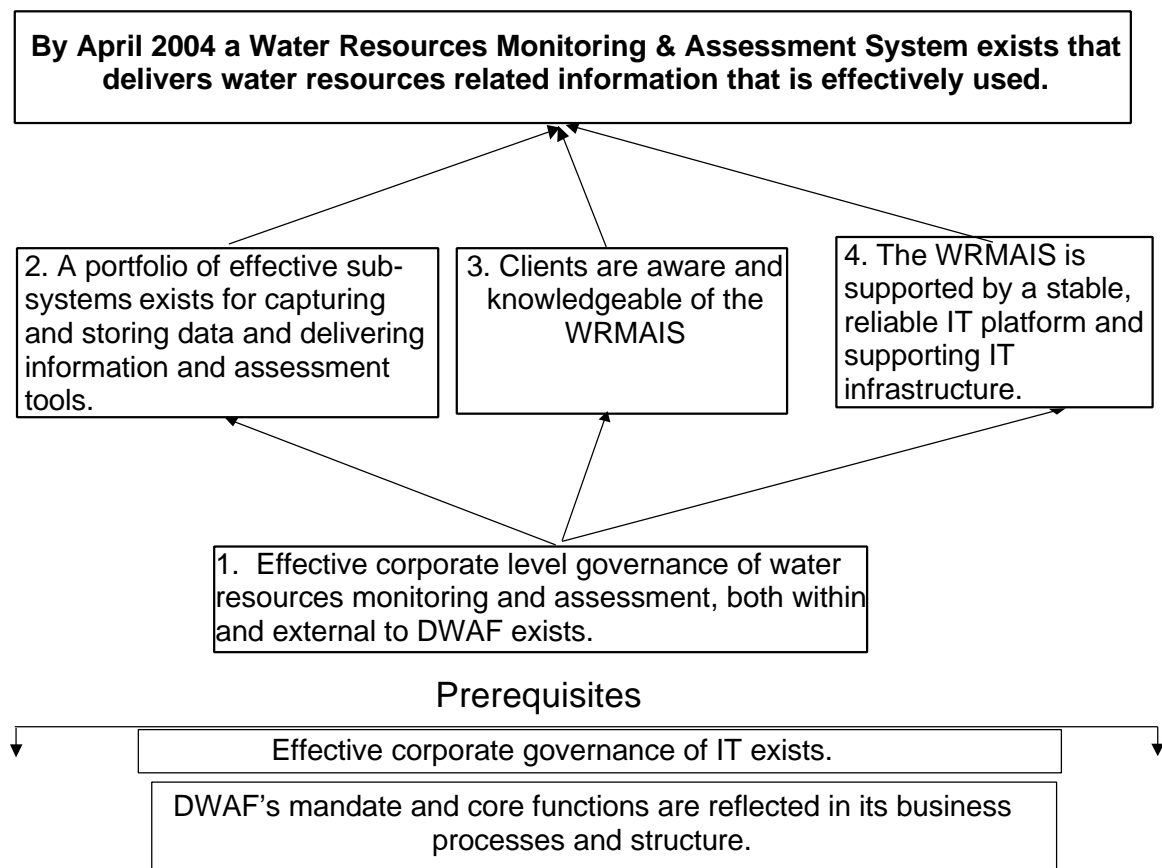 By April 2004 a Water Resources Monitoring & Assessment System exists that
delivers water resources related information that is effectively used.
2. A portfolio of effective sub-
systems exists for capturing
and storing data and delivering
information and assessment
tools.
3. Clients are aware and
knowledgeable of the
WRMAIS
4. The WRMAIS is
supported by a stable,
reliable IT platform and
supporting IT
infrastructure.
1. Effective corporate level governance of water
resources monitoring and assessment, both within
and external to DWAF exists.
Prerequisites
Effective corporate governance of IT exists.
DWAF’s mandate and core functions are reflected in its business
processes and structure.